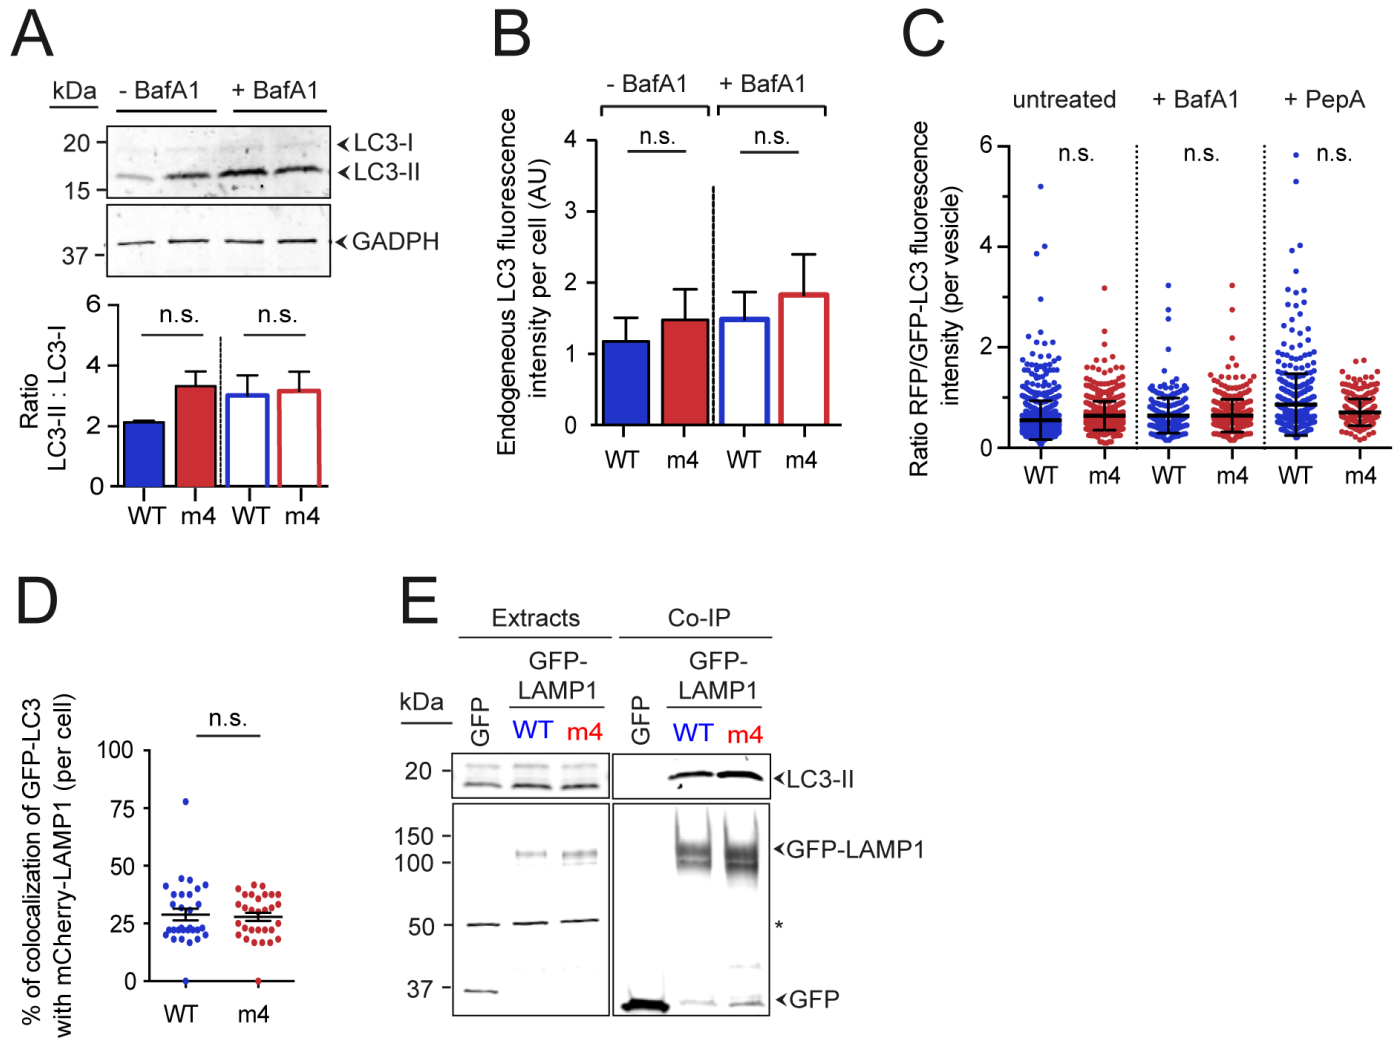 A
kDa
- BafA1
+ BafA1
20
15
LC3-I
LC3-II
37
GADPH
Ratio
LC3-II : LC3-I
6
4
2
0
n.s.
n.s.
WT
m4
WT
m4
B
- BafA1
+ BafA1
Endogeneous LC3 fluorescence
intensity per cell (AU)
4
3
2
1
0
n.s.
n.s.
WT
m4
WT
m4
C
untreated
+ BafA1
+ PepA
Ratio RFP/GFP-LC3 fluorescence
intensity (per vesicle)
6
4
2
0
n.s.
n.s.
n.s.
WT
m4
WT
m4
WT
m4
D
% of colocalization of GFP-LC3
with mCherry-LAMP1 (per cell)
100
75
50
25
0
n.s.
WT
m4
E
Extracts
Co-IP
kDa
GFP
GFP-
LAMP1
WT
m4
GFP
GFP-
LAMP1
WT
m4
20
LC3-II
150
100
50
37
GFP-LAMP1
*
GFP